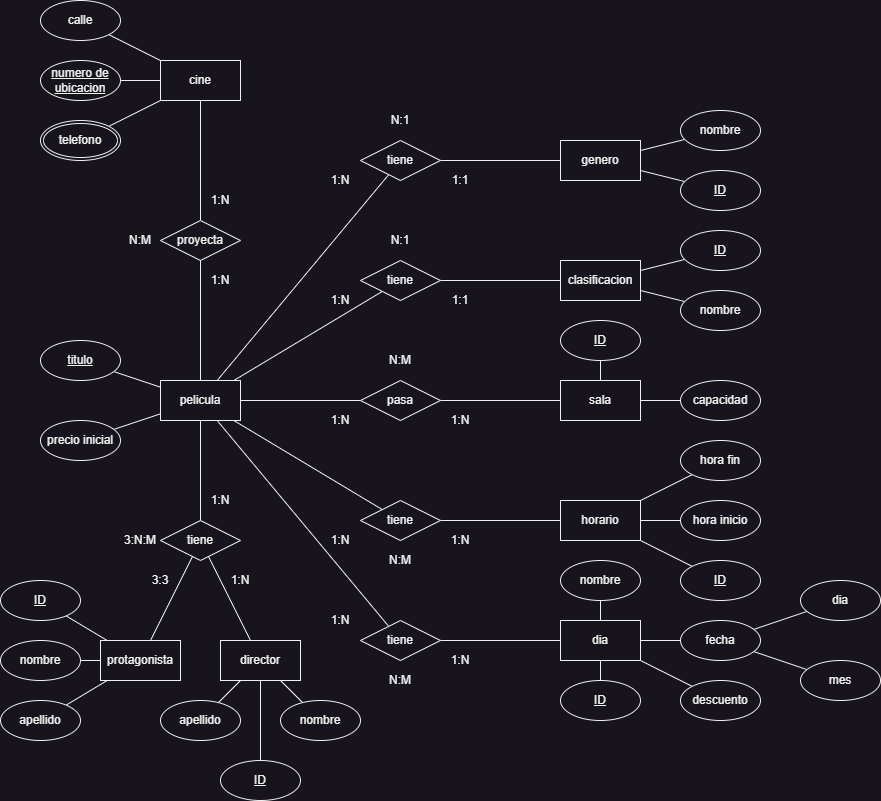 calle
numero de
ubicacion
cine
telefono
N:1
tiene
genero
nombre
ID
1:N
1:1
1:N
N:M
proyecta
1:N
N:1
tiene
clasificacion
ID
nombre
1:N
1:1
ID
titulo
N:M
pelicula
pasa
sala
capacidad
1:N
1:N
precio inicial
hora fin
1:N
tiene
horario
hora inicio
1:N
1:N
N:M
ID
3:N:M
tiene
3:3
1:N
nombre
dia
1:N
tiene
dia
fecha
1:N
N:M
mes
ID
descuento
ID
nombre
protagonista
director
apellido
apellido
nombre
ID